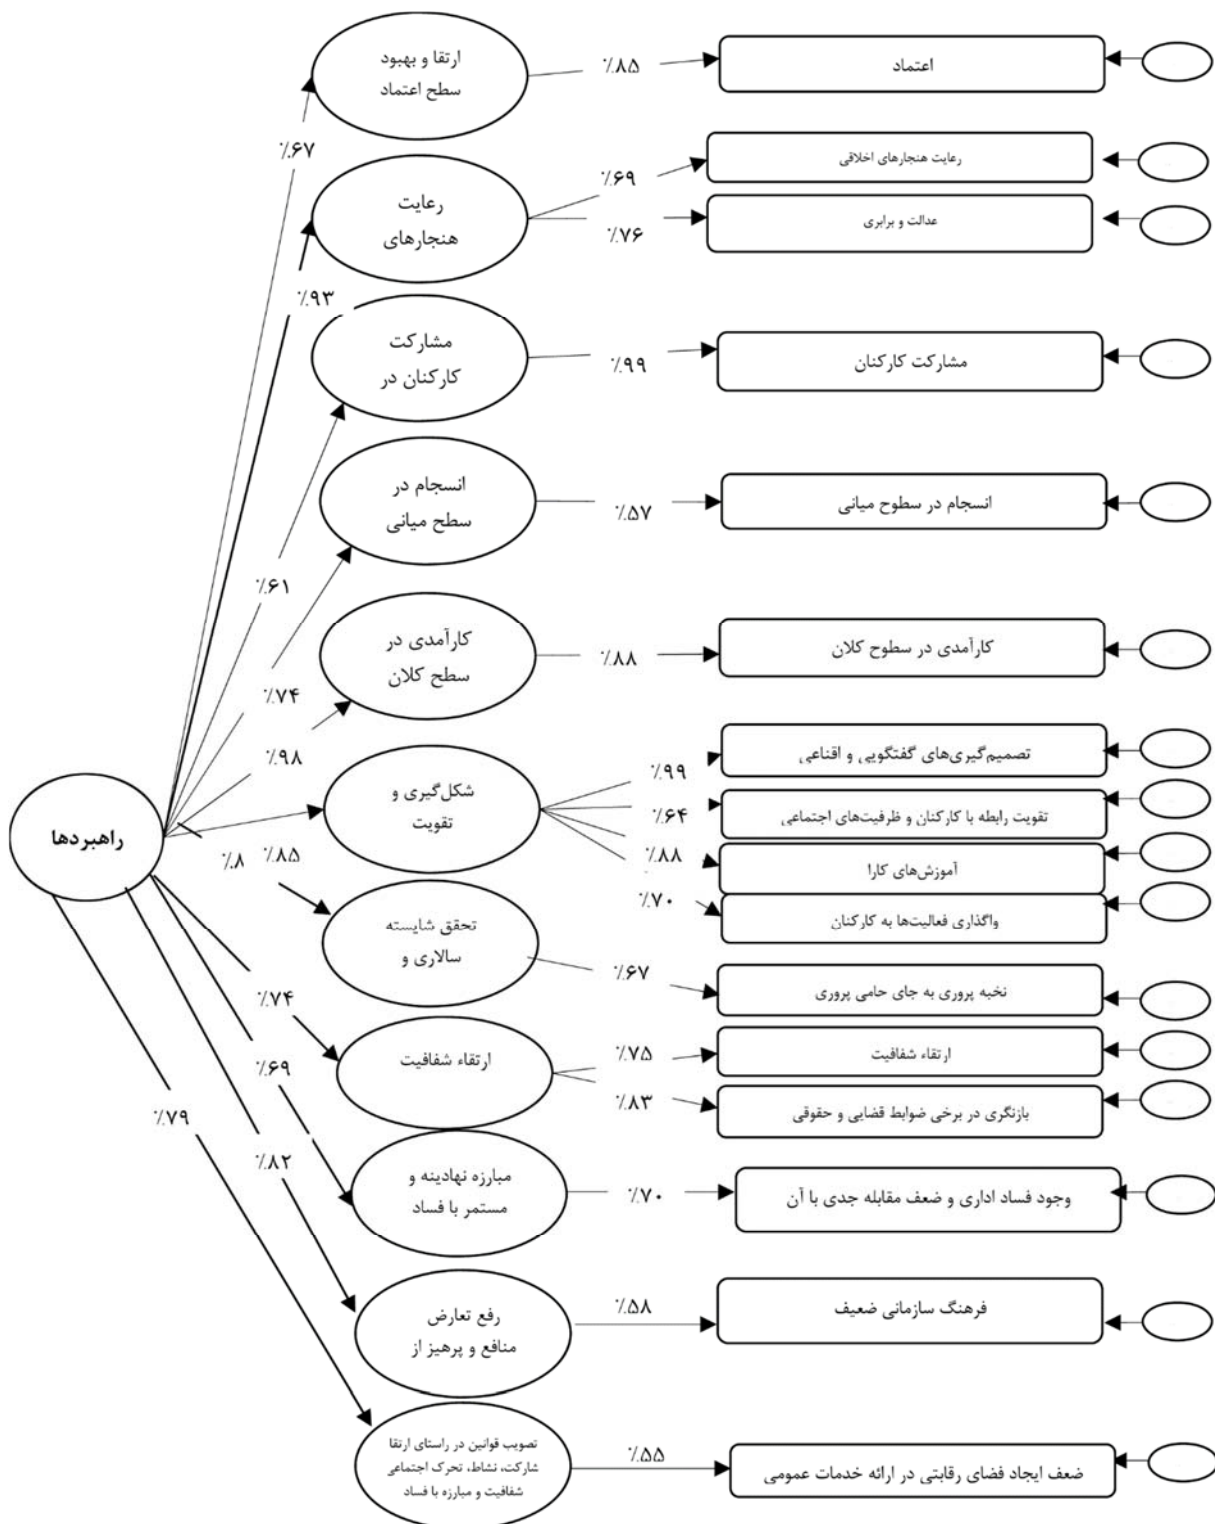 ارتقا و بهبود
سطح اعتماد
٪۸۵
اعتماد
٪۶۷
رعایت
هنجارهای
٪۶۹
رعایت هنجارهای اخلاقی
٪۷۶
عدالت و برابری
٪۹۳
مشارکت
کارکنان در
٪۹۹
مشارکت کارکنان
٪۶۱
انسجام در
سطح میانی
٪۵۷
انسجام در سطوح میانی
٪۷۴
کارآمدی در
سطح کلان
٪۸۸
کارآمدی در سطوح کلان
٪۹۸
شکل‌گیری و
تقویت
٪۹۹
تصمیم‌گیری‌های گفتگویی و اقناعی
٪۶۴
تقویت رابطه با کارکنان و ظرفیت‌های اجتماعی
٪۸۸
آموزش‌های کارا
٪۷۰
واگذاری فعالیت‌ها به کارکنان
راهبردها
٪۸
٪۸۵
تحقق شایسته
سالاری و
٪۶۷
نخبه پروری به جای حامی پروری
٪۷۴
ارتقاء شفافیت
٪۷۵
ارتقاء شفافیت
٪۸۳
بازنگری در برخی ضوابط قضایی و حقوقی
٪۶۹
مبارزه نهادینه و
مستمر با فساد
٪۷۰
وجود فساد اداری و ضعف مقابله جدی با آن
٪۸۲
رفع تعارض
منافع و پرهیز از
٪۵۸
فرهنگ سازمانی ضعیف
٪۷۹
تصویب قوانین در راستای ارتقا
شارکت، نشاط، تحرک اجتماعی
شفافیت و مبارزه با فساد
٪۵۵
ضعف ایجاد فضای رقابتی در ارائه خدمات عمومی